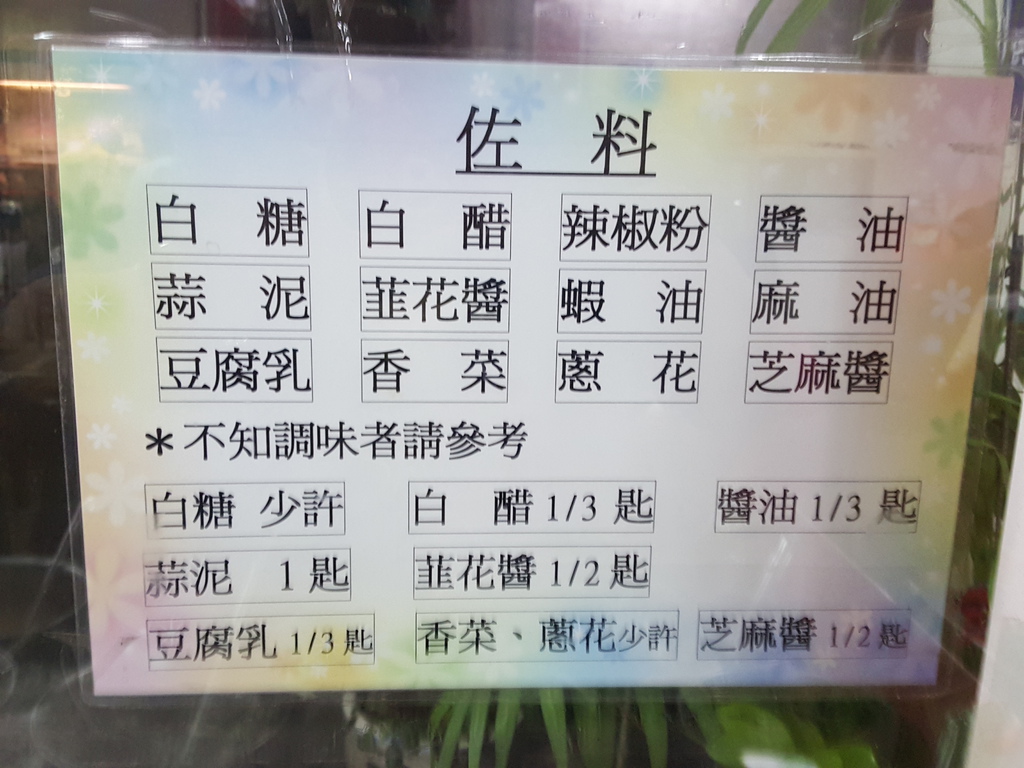 佐料
白糖 白醋 辣椒粉 醬油
蒜泥 韮花醬 蝦油 麻油
豆腐乳 香菜 蔥花 芝麻醬
*不知調味者請參考
白糖 少許 白醋 1/3 匙 醬油 1/3 匙
蒜泥 1 匙 韮花醬 1/2 匙
豆腐乳 1/3 匙 香菜、蔥花少許 芝麻醬 1/2 匙